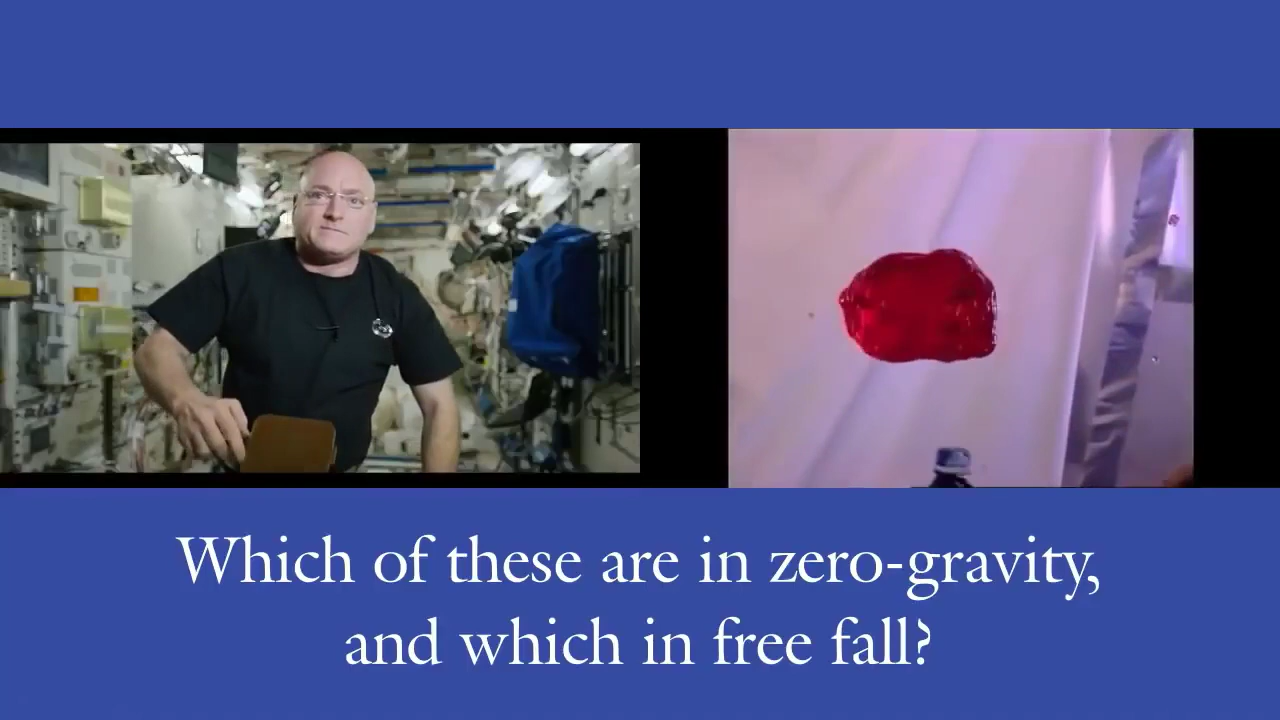 Which of these are in zero-gravity,
and which in free fall?